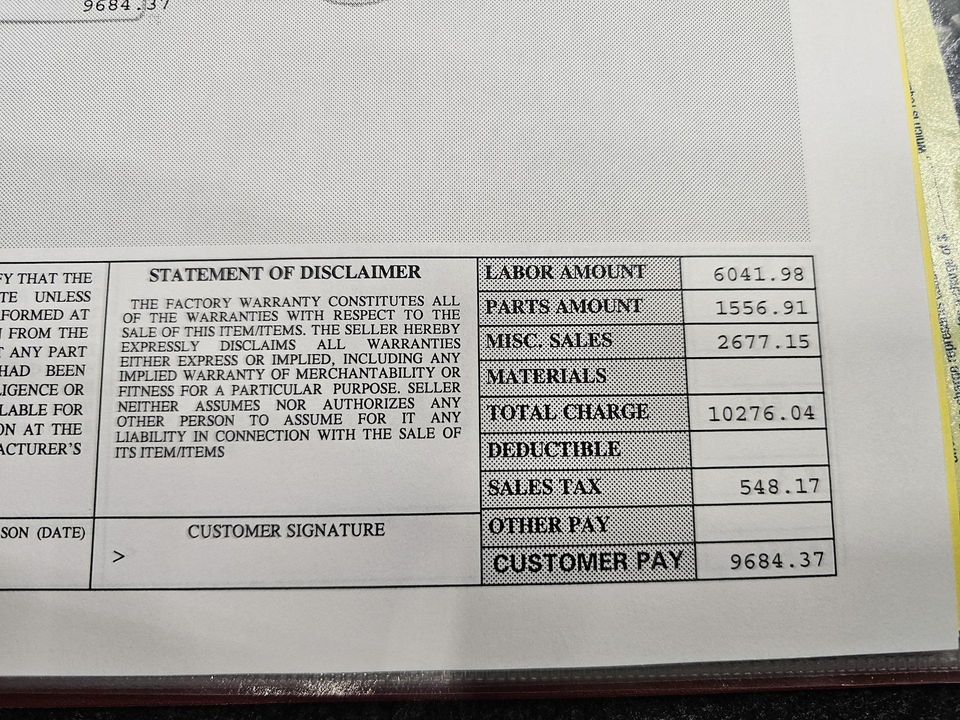 9684.37
FY THAT THE
TE UNLESS
RFORMED AT
FROM THE
ANY PART
HAD BEEN
LIGENCE OR
LABLE FOR
ON AT THE
ACTURER'S
SON (DATE)
STATEMENT OF DISCLAIMER
THE FACTORY WARRANTY CONSTITUTES ALL
OF THE WARRANTIES WITH RESPECT TO THE
SALE OF THIS ITEM/ITEMS. THE SELLER HEREBY
EXPRESSLY DISCLAIMS ALL WARRANTIES
EITHER EXPRESS OR IMPLIED, INCLUDING ANY
IMPLIED WARRANTY OF MERCHANTABILITY OR
FITNESS FOR A PARTICULAR PURPOSE. SELLER
NEITHER ASSUMES NOR AUTHORIZES ANY
OTHER PERSON TO ASSUME FOR IT ANY
LIABILITY IN CONNECTION WITH THE SALE OF
ITS ITEM/ITEMS
CUSTOMER SIGNATURE
>
LABOR AMOUNT 6041.98
PARTS AMOUNT 1556.91
MISC. SALES 2677.15
MATERIALS
TOTAL CHARGE 10276.04
DEDUCTIBLE
SALES TAX 548.17
OTHER PAY
CUSTOMER PAY 9684.37